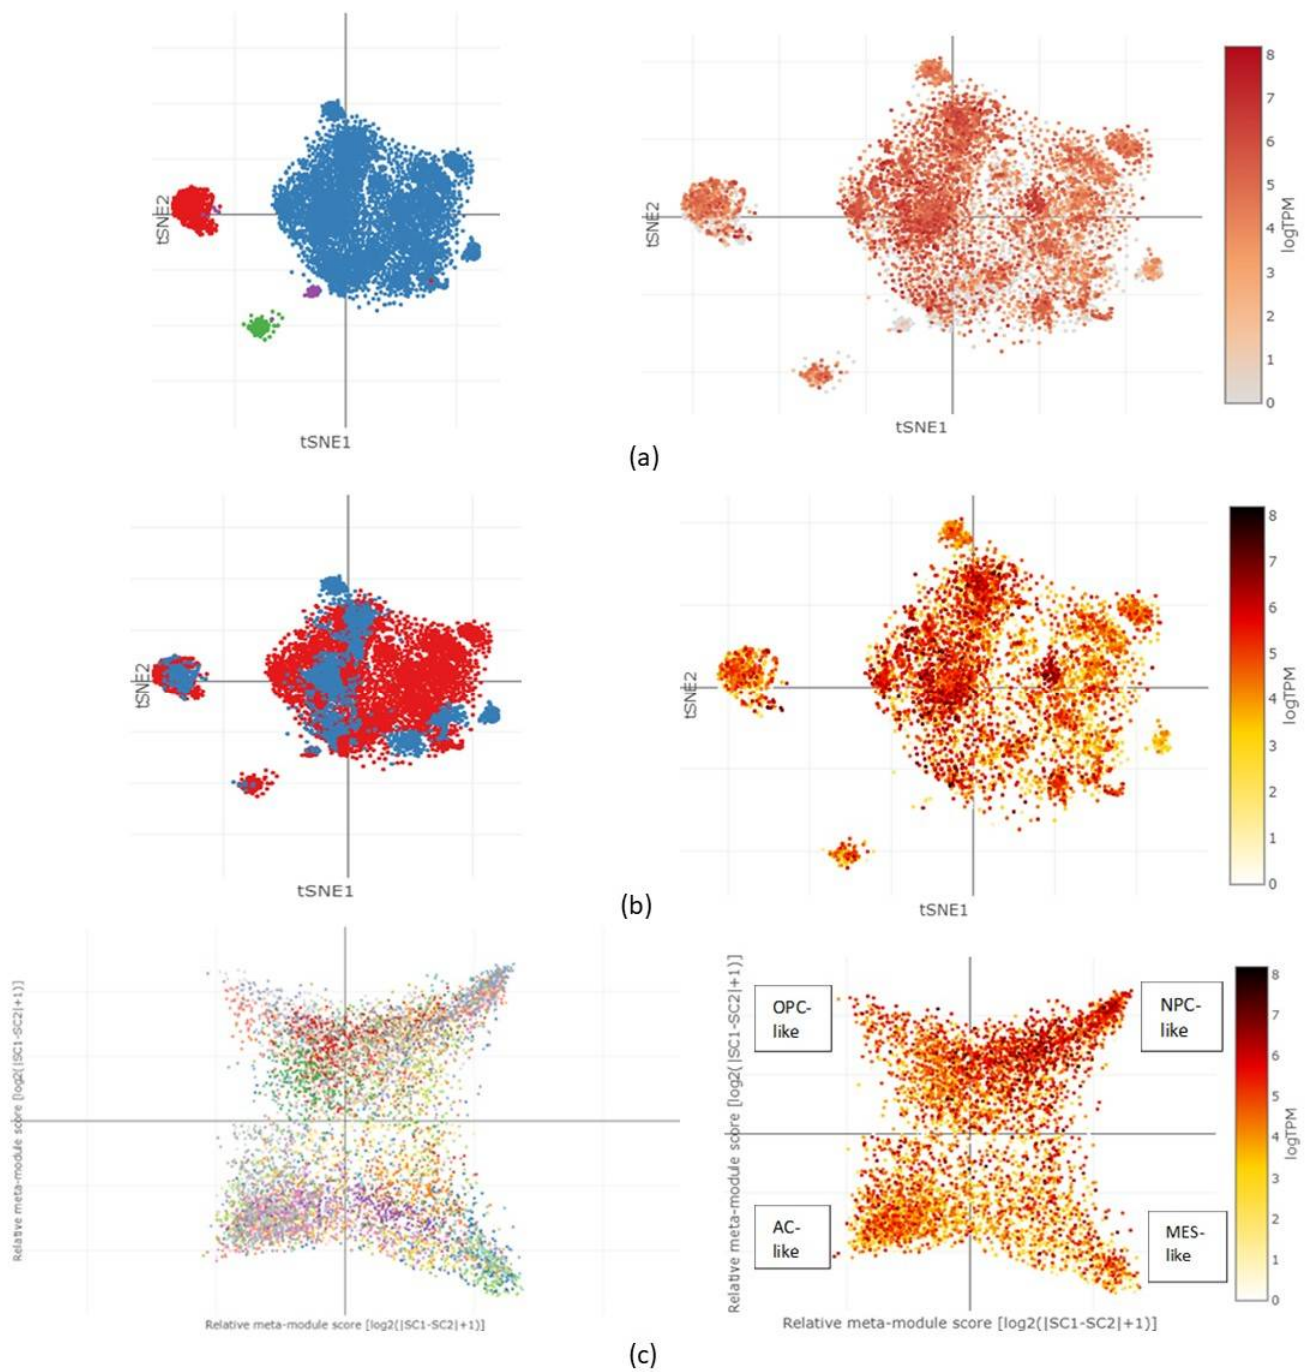 tSNE2
tSNE1
tSNE2
tSNE1
8
7
6
5
4
3
2
1
0
logTPM
(a)
tSNE2
tSNE1
tSNE2
tSNE1
8
7
6
5
4
3
2
1
0
logTPM
(b)
Relative meta-module score [log2(|SC1-SC2|+1)]
Relative meta-module score [log2(|SC1-SC2|+1)]
Relative meta-module score [log2(|SC1-SC2|+1)]
OPC-
like
NPC-
like
AC-
like
MES-
like
Relative meta-module score [log2(|SC1-SC2|+1)]
8
7
6
5
4
3
2
1
0
logTPM
(c)